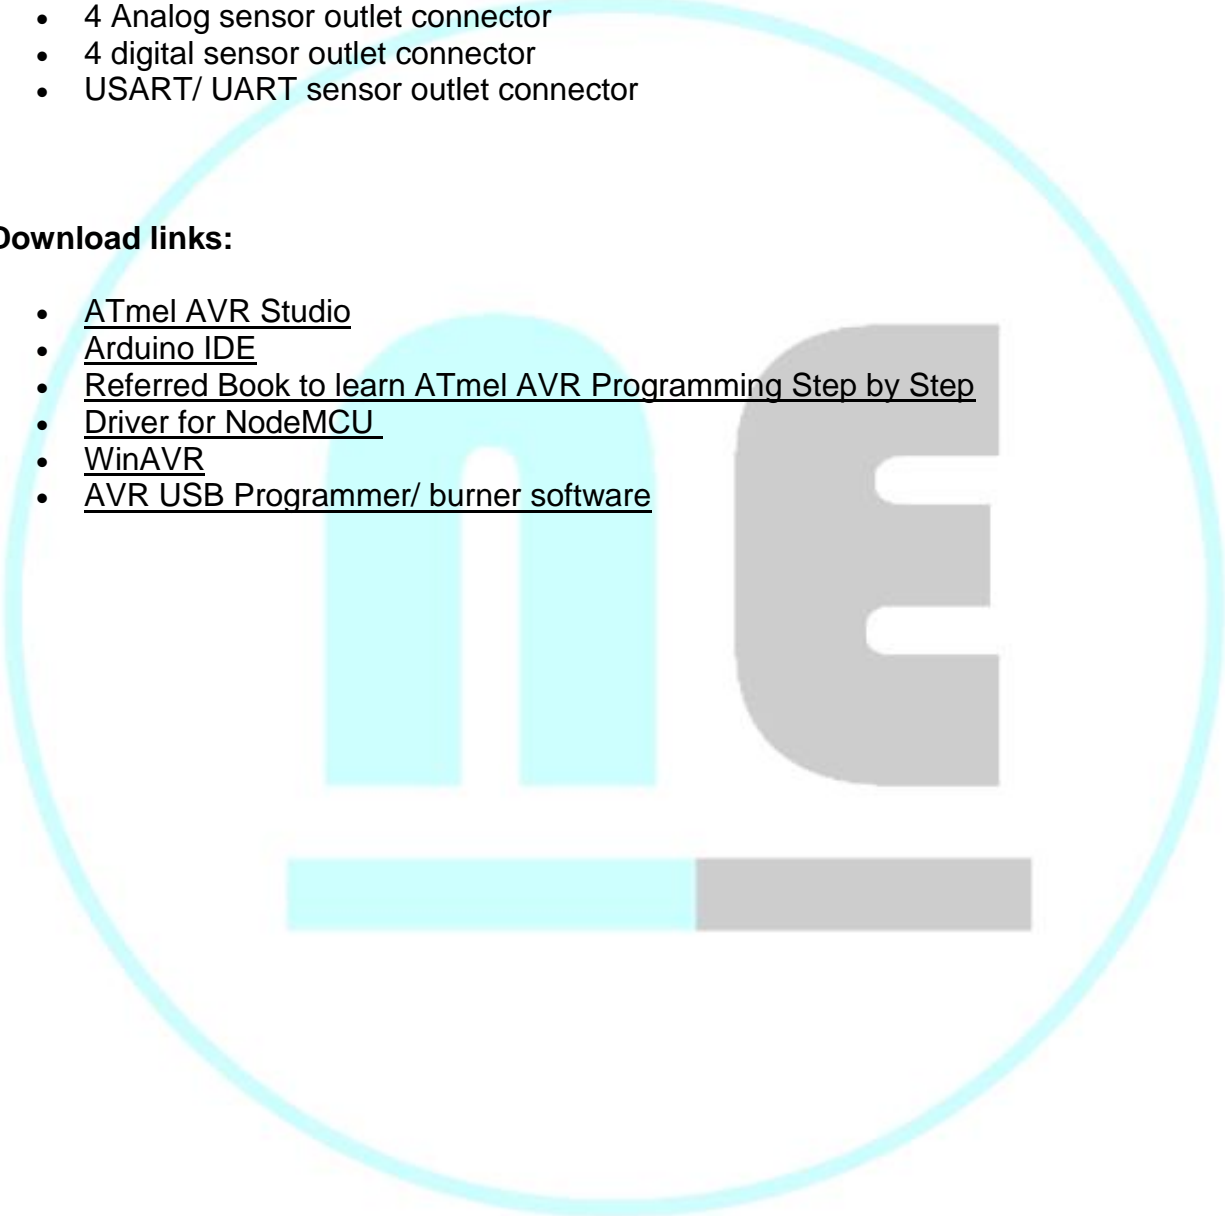 • 4 Analog sensor outlet connector
• 4 digital sensor outlet connector
• USART/ UART sensor outlet connector
Download links:
• ATmel AVR Studio
• Arduino IDE
• Referred Book to learn ATmel AVR Programming Step by Step
• Driver for NodeMCU
• WinAVR
• AVR USB Programmer/ burner software